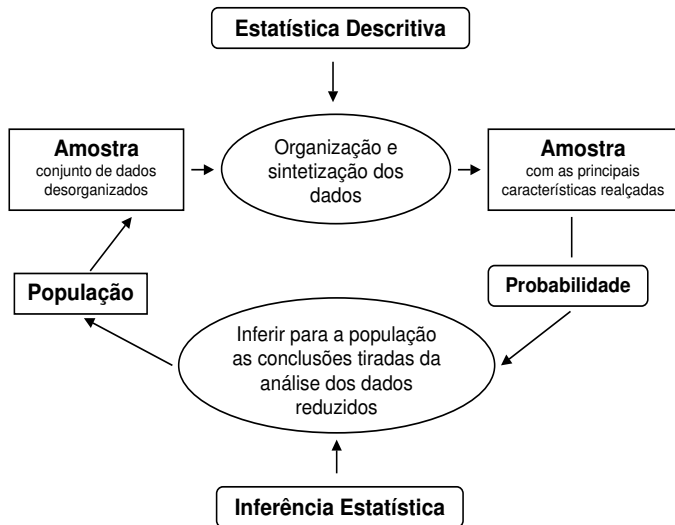 Estatística Descritiva
Amostra
conjunto de dados
desorganizados
Organização e
sintetização dos
dados
Amostra
com as principais
características realçadas
População
Probabilidade
Inferir para a população
as conclusões tiradas da
análise dos dados
reduzidos
Inferência Estatística